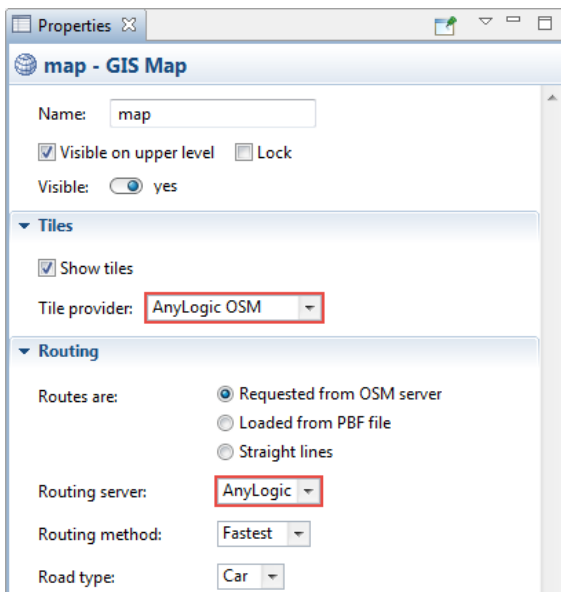 Properties
map - GIS Map
Name: map
Visible on upper level Lock
Visible: yes
Tiles
Show tiles
Tile provider: AnyLogic OSM
Routing
Routes are: Requested from OSM server
Loaded from PBF file
Straight lines
Routing server: AnyLogic
Routing method: Fastest
Road type: Car